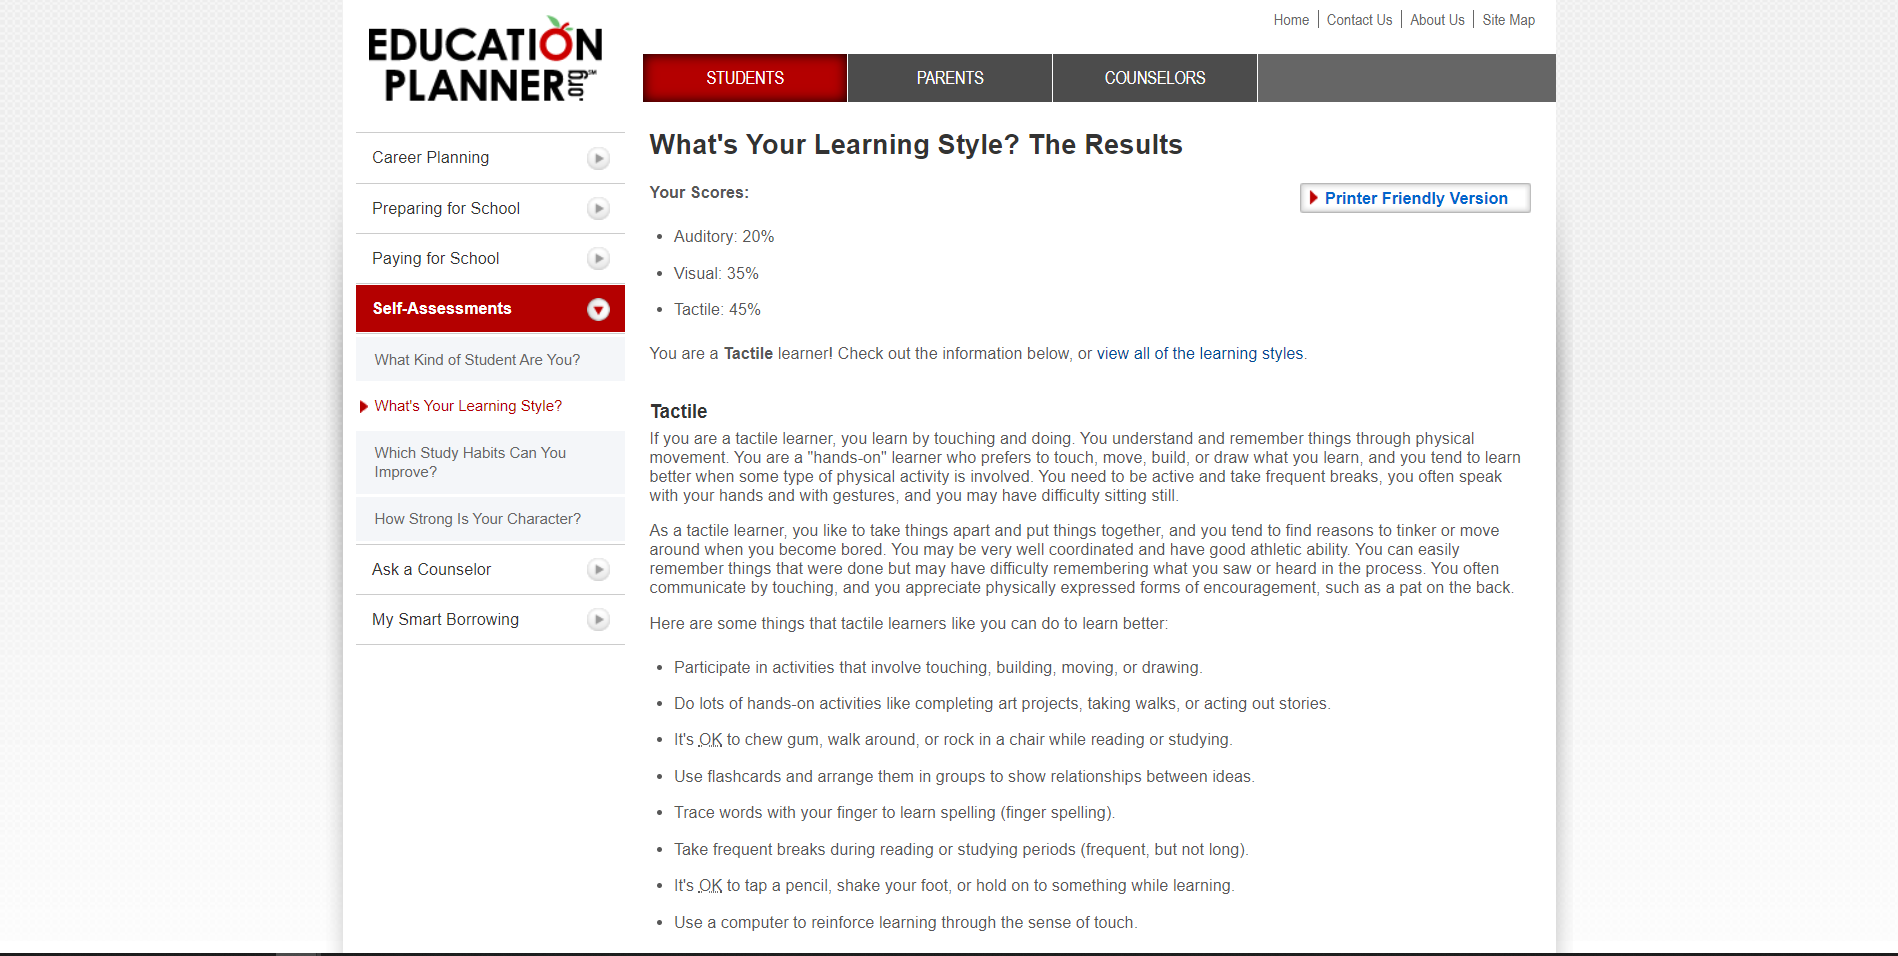 EDUCATION
PLANNER.org℠
Home
Contact Us
About Us
Site Map
STUDENTS
PARENTS
COUNSELORS
Career Planning
Preparing for School
Paying for School
Self-Assessments
What Kind of Student Are You?
What's Your Learning Style?
Which Study Habits Can You
Improve?
How Strong Is Your Character?
Ask a Counselor
My Smart Borrowing
What's Your Learning Style? The Results
Your Scores:
Printer Friendly Version
• Auditory: 20%
• Visual: 35%
• Tactile: 45%
You are a Tactile learner! Check out the information below, or view all of the learning styles.
Tactile
If you are a tactile learner, you learn by touching and doing. You understand and remember things through physical
movement. You are a "hands-on" learner who prefers to touch, move, build, or draw what you learn, and you tend to learn
better when some type of physical activity is involved. You need to be active and take frequent breaks, you often speak
with your hands and with gestures, and you may have difficulty sitting still.
As a tactile learner, you like to take things apart and put things together, and you tend to find reasons to tinker or move
around when you become bored. You may be very well coordinated and have good athletic ability. You can easily
remember things that were done but may have difficulty remembering what you saw or heard in the process. You often
communicate by touching, and you appreciate physically expressed forms of encouragement, such as a pat on the back.
Here are some things that tactile learners like you can do to learn better:
• Participate in activities that involve touching, building, moving, or drawing.
• Do lots of hands-on activities like completing art projects, taking walks, or acting out stories.
• It's OK to chew gum, walk around, or rock in a chair while reading or studying.
• Use flashcards and arrange them in groups to show relationships between ideas.
• Trace words with your finger to learn spelling (finger spelling).
• Take frequent breaks during reading or studying periods (frequent, but not long).
• It's OK to tap a pencil, shake your foot, or hold on to something while learning.
• Use a computer to reinforce learning through the sense of touch.